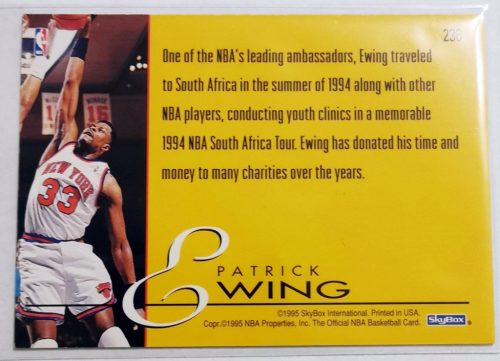 236
One of the NBA's leading ambassadors, Ewing traveled
to South Africa in the summer of 1994 along with other
NBA players, conducting youth clinics in a memorable
1994 NBA South Africa Tour. Ewing has donated his time and
money to many charities over the years.
NEW YORK
33
PATRICK
EWING
©1995 SkyBox International. Printed in USA.
Copr.©1995 NBA Properties, Inc. The Official NBA Basketball Card.
SkyBox